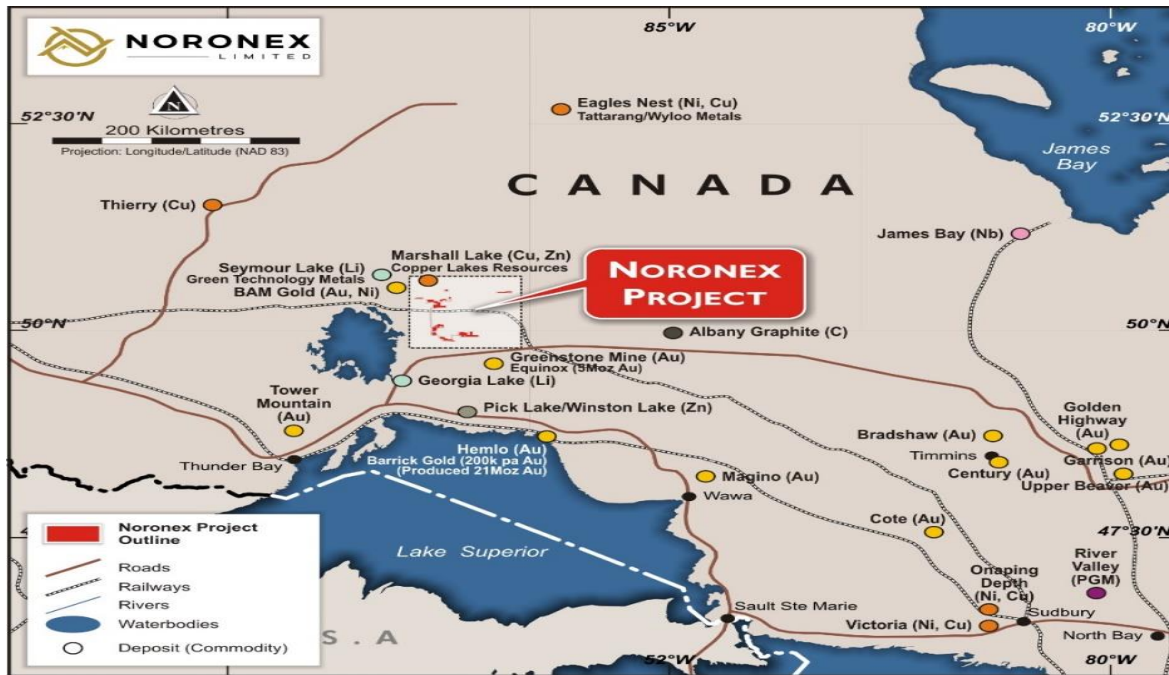 NORONEX
LIMITED
85°W
80°W
N
52°30'
200 Kilometres
Projection: Longitude/Latitude (NAD 83)
Eagles Nest (Ni, Cu)
Tattarang/Wyloo Metals
52°30'N
James
Bay
CANADA
Thierry (Cu)
James Bay (Nb)
Marshall Lake (Cu, Zn)
Copper Lakes Resources
Seymour Lake (Li)
Green Technology Metals
BAM Gold (Au, Ni)
NORONEX
PROJECT
50°N
50°N
Albany Graphite (C)
Greenstone Mine (Au)
Equinox (5Moz Au)
Georgia Lake (Li)
Tower
Mountain
(Au)
Pick Lake/Winston Lake (Zn)
Golden
Highway
(Au)
Hemlo (Au)
Barrick Gold (200k pa Au)
(Produced 21Moz Au)
Bradshaw (Au)
Timmins
Century (Au)
Garrison (Au)
Upper Beaver (Au)
Thunder Bay
Magino (Au)
Wawa
Cote (Au)
47°30'N
Lake Superior
River
Valley
(PGM)
Onaping
Depth
(Ni, Cu)
Sault Ste Marie
Sudbury
Victoria (Ni, Cu)
North Bay
.S.A
52°W
80°W
Noronex Project
Outline
Roads
Railways
Rivers
Waterbodies
Deposit (Commodity)